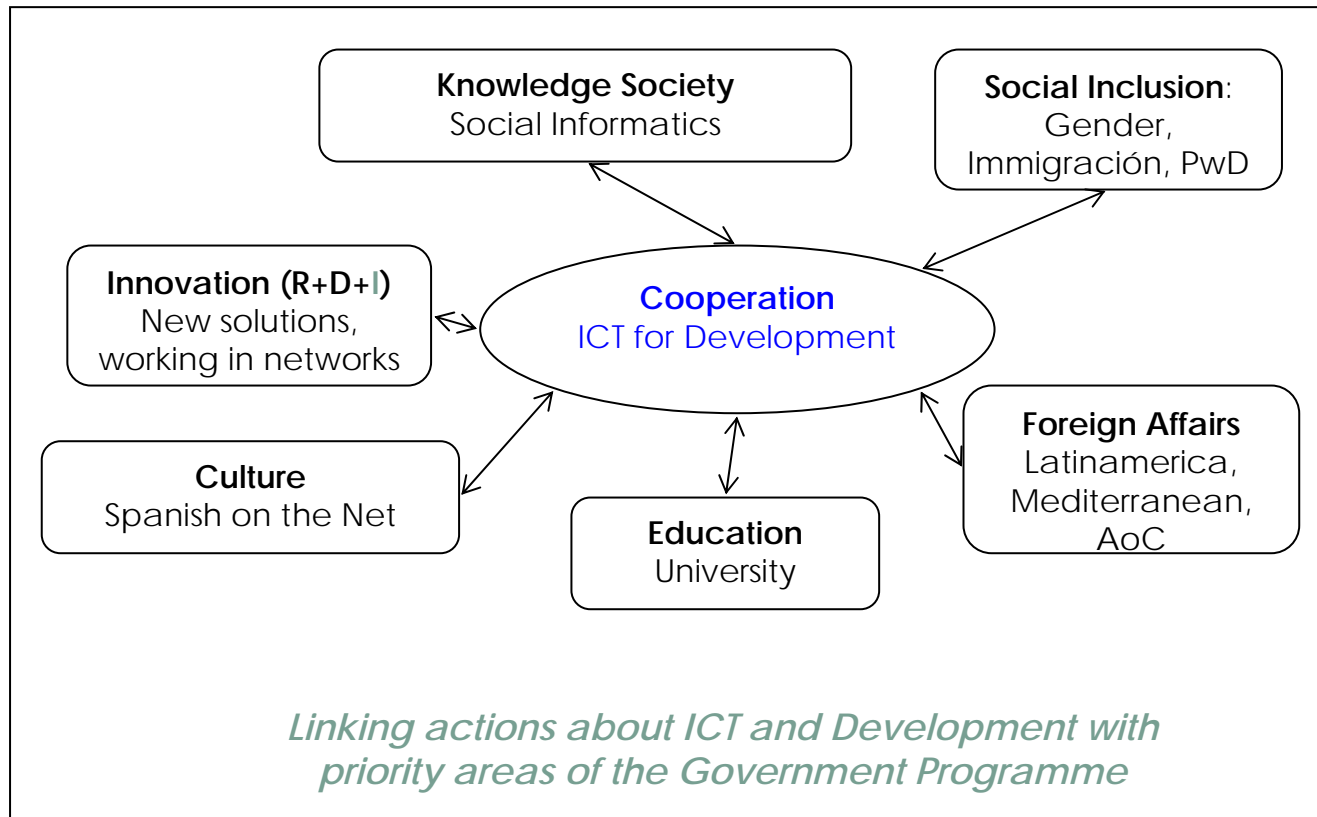 Knowledge Society
Social Informatics
Social Inclusion:
Gender,
Immigración, PwD
Innovation (R+D+I)
New solutions,
working in networks
Cooperation
ICT for Development
Foreign Affairs
Latinamerica,
Mediterranean,
AoC
Culture
Spanish on the Net
Education
University
Linking actions about ICT and Development with
priority areas of the Government Programme